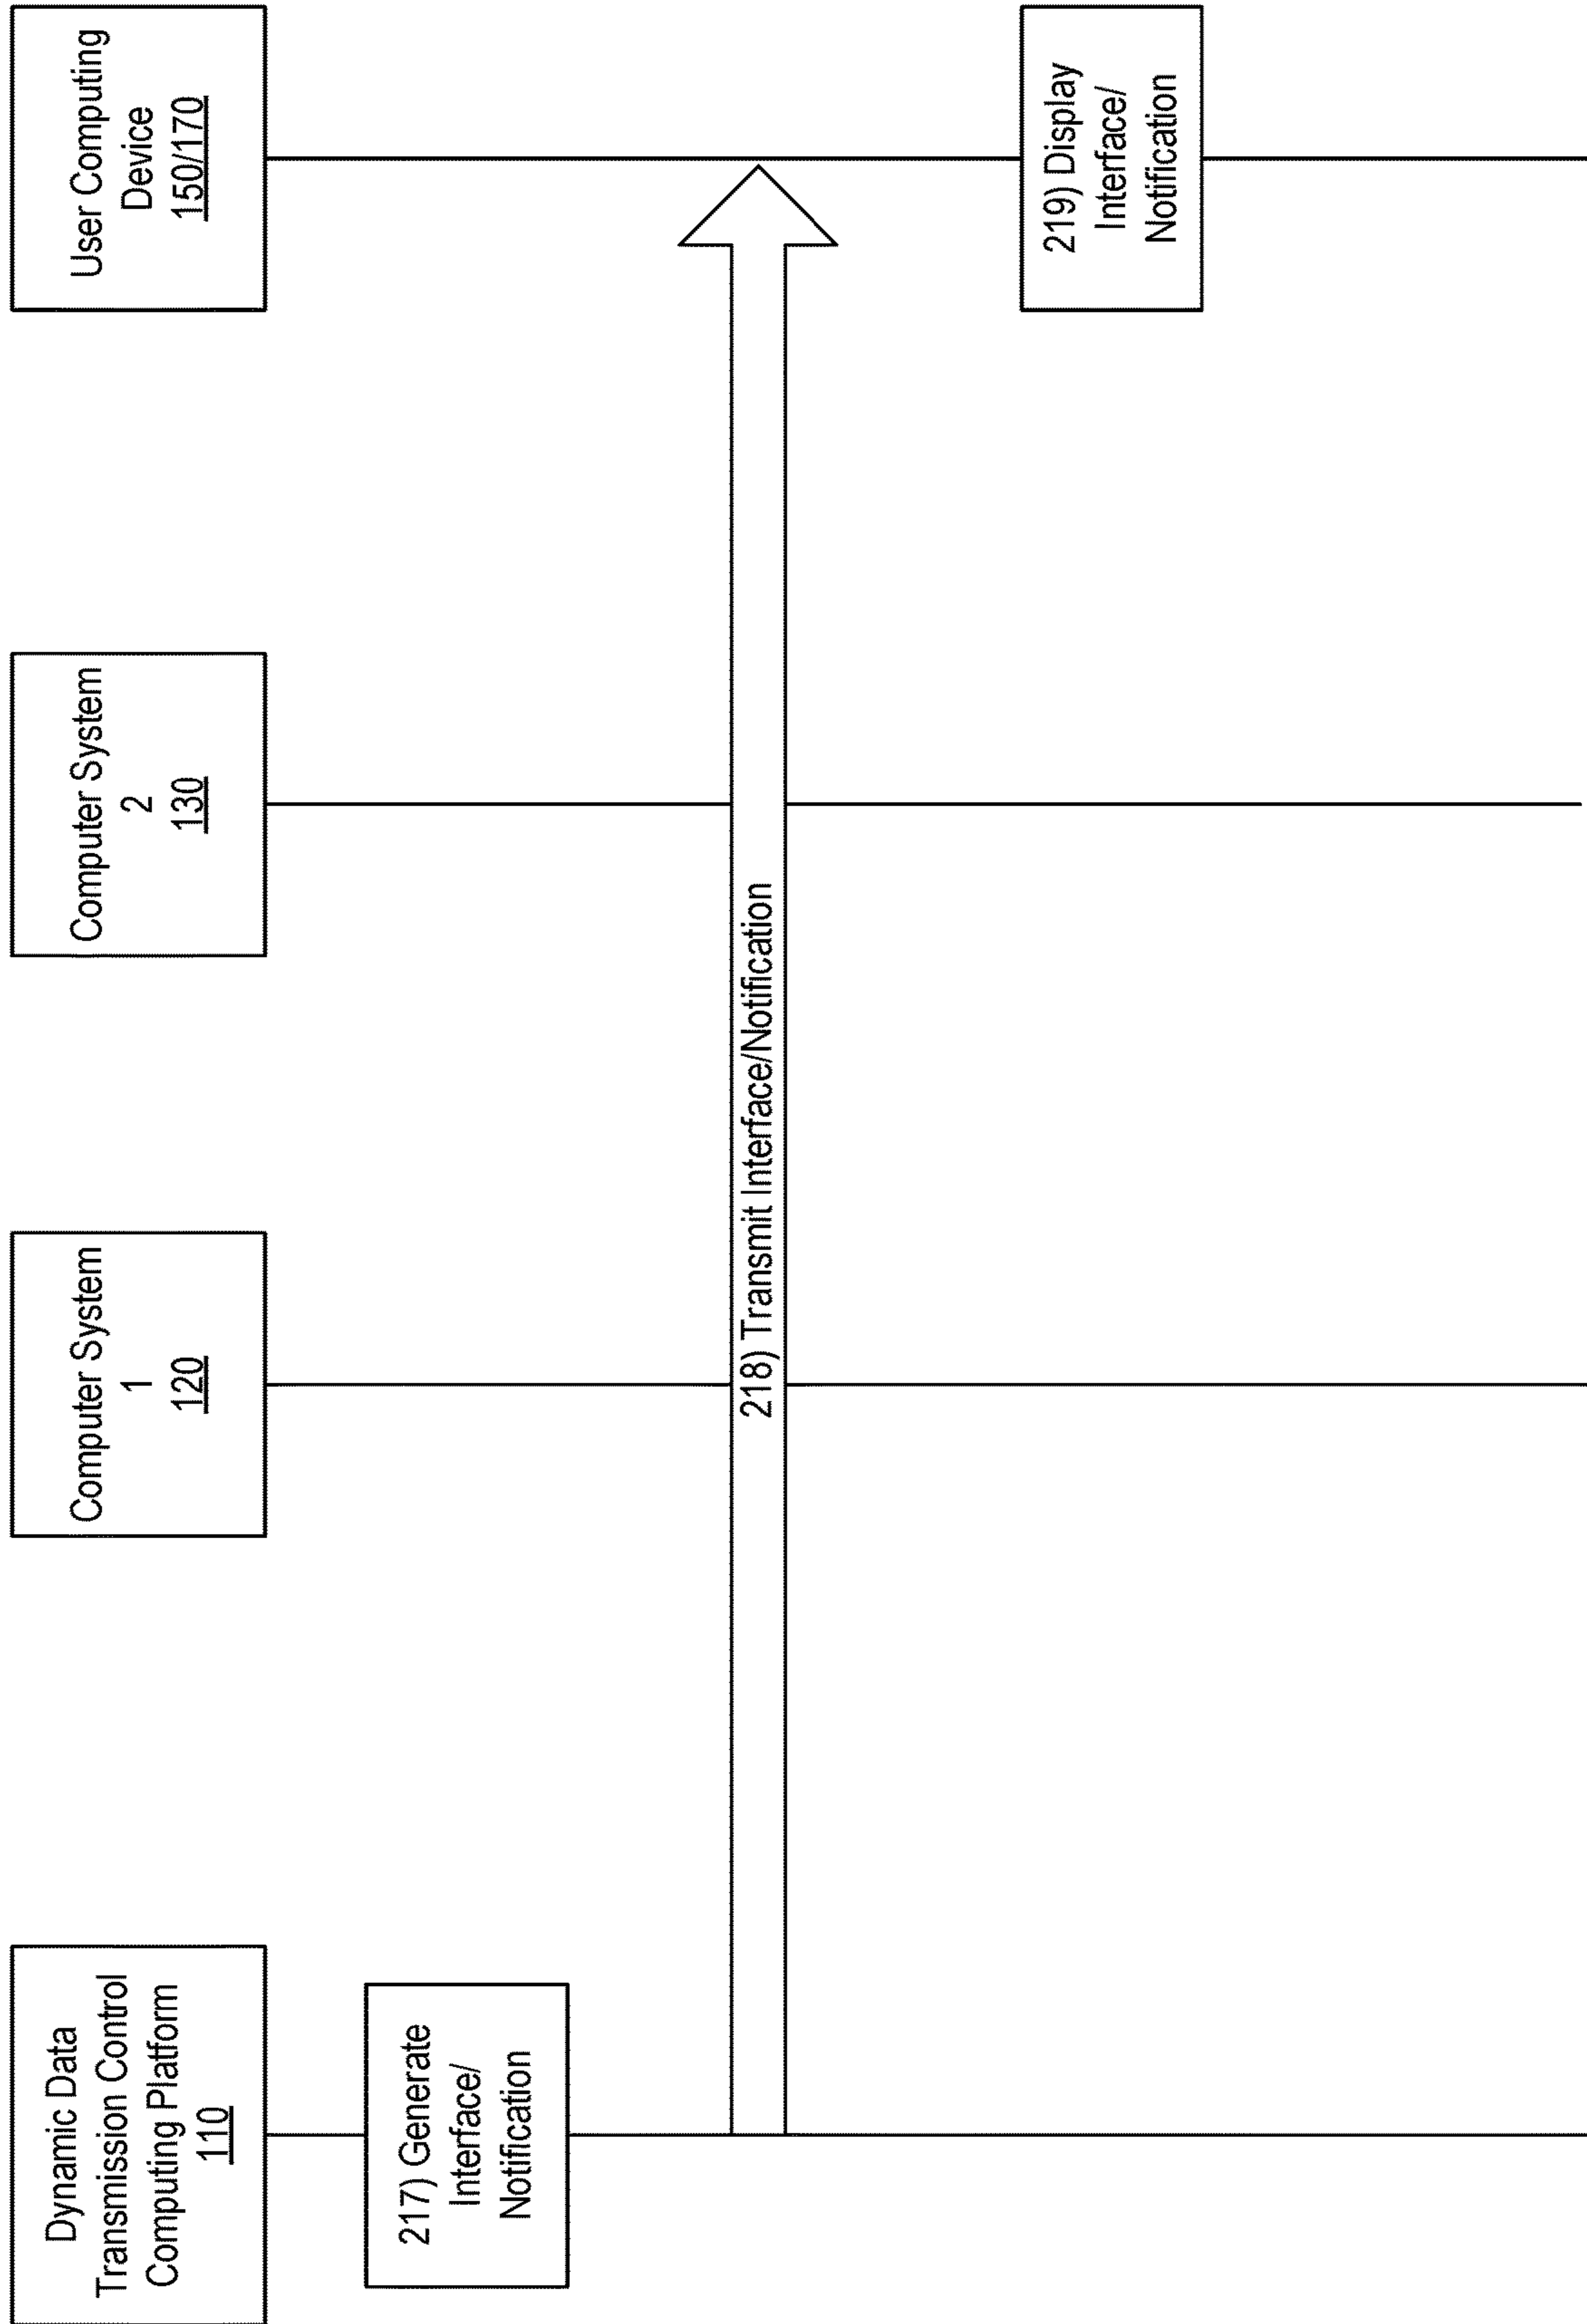 Dynamic Data
Transmission Control
Computing Platform
110
Computer System
1
120
Computer System
2
130
User Computing
Device
150/170
217) Generate
Interface/
Notification
218) Transmit Interface/Notification
219) Display
Interface/
Notification